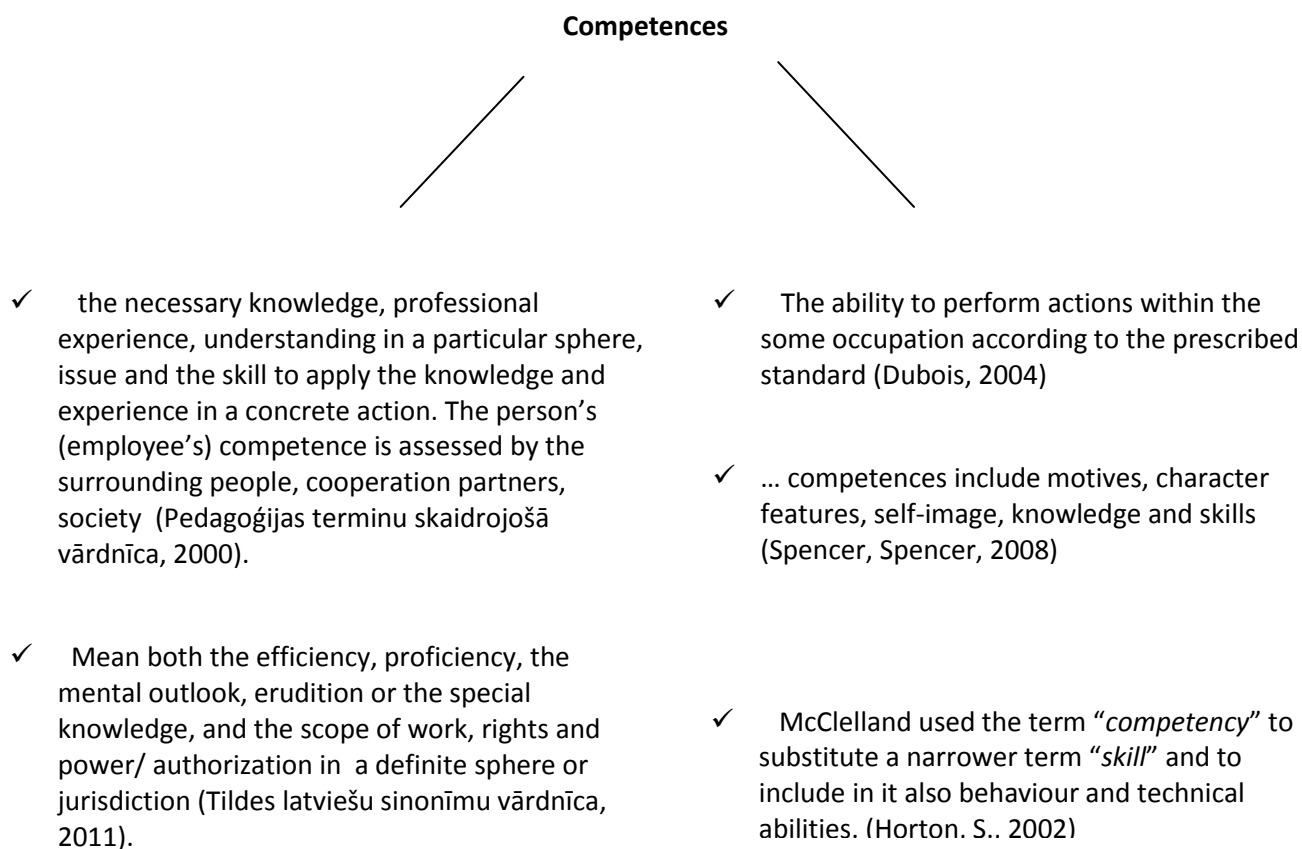 Competences
✓ the necessary knowledge, professional
experience, understanding in a particular sphere,
issue and the skill to apply the knowledge and
experience in a concrete action. The person’s
(employee’s) competence is assessed by the
surrounding people, cooperation partners,
society (Pedagoģijas terminu skaidrojošā
vārdnīca, 2000).
✓ Mean both the efficiency, proficiency, the
mental outlook, erudition or the special
knowledge, and the scope of work, rights and
power/ authorization in a definite sphere or
jurisdiction (Tildes latviešu sinonīmu vārdnīca,
2011).
✓ The ability to perform actions within the
some occupation according to the prescribed
standard (Dubois, 2004)
✓ … competences include motives, character
features, self-image, knowledge and skills
(Spencer, Spencer, 2008)
✓ McClelland used the term “competency” to
substitute a narrower term “skill” and to
include in it also behaviour and technical
abilities. (Horton. S.. 2002)